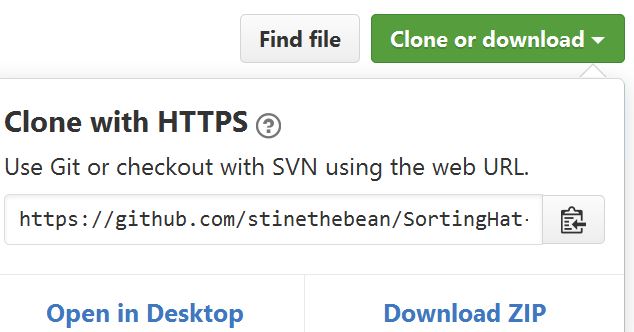 Find file Clone or download
Clone with HTTPS ?
Use Git or checkout with SVN using the web URL.
https://github.com/stinethebean/SortingHat-
Open in Desktop Download ZIP